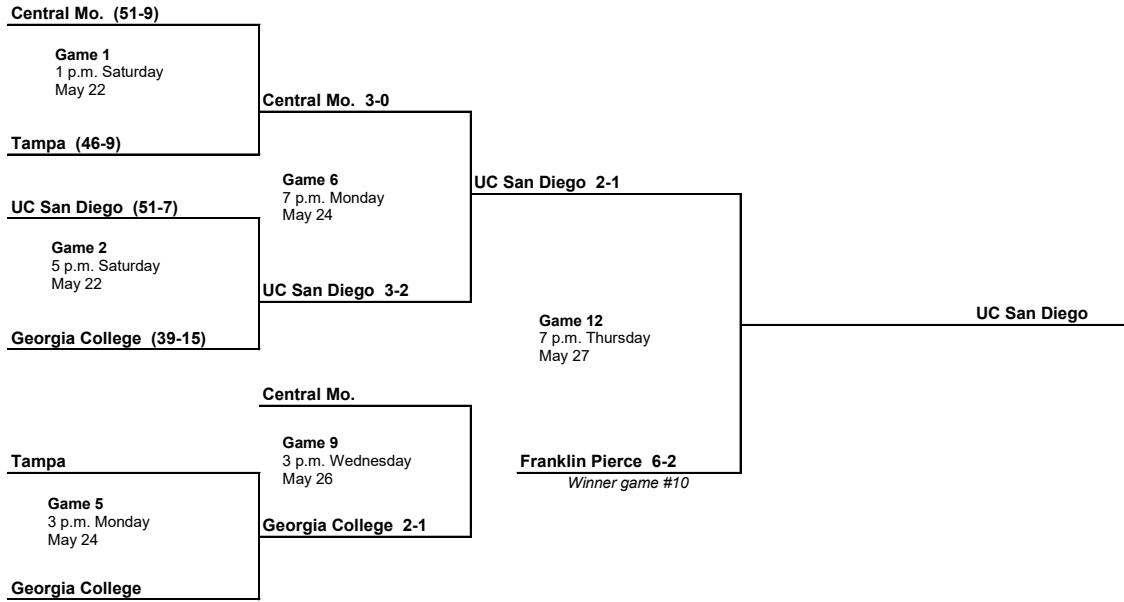 Central Mo. (51-9)
Game 1
1 p.m. Saturday
May 22
Central Mo. 3-0
Tampa (46-9)
Game 6
7 p.m. Monday
May 24
UC San Diego 2-1
UC San Diego (51-7)
Game 2
5 p.m. Saturday
May 22
UC San Diego 3-2
Georgia College (39-15)
Game 12
7 p.m. Thursday
May 27
UC San Diego
Central Mo.
Game 9
3 p.m. Wednesday
May 26
Tampa
Franklin Pierce 6-2
Winner game #10
Game 5
3 p.m. Monday
May 24
Georgia College 2-1
Georgia College